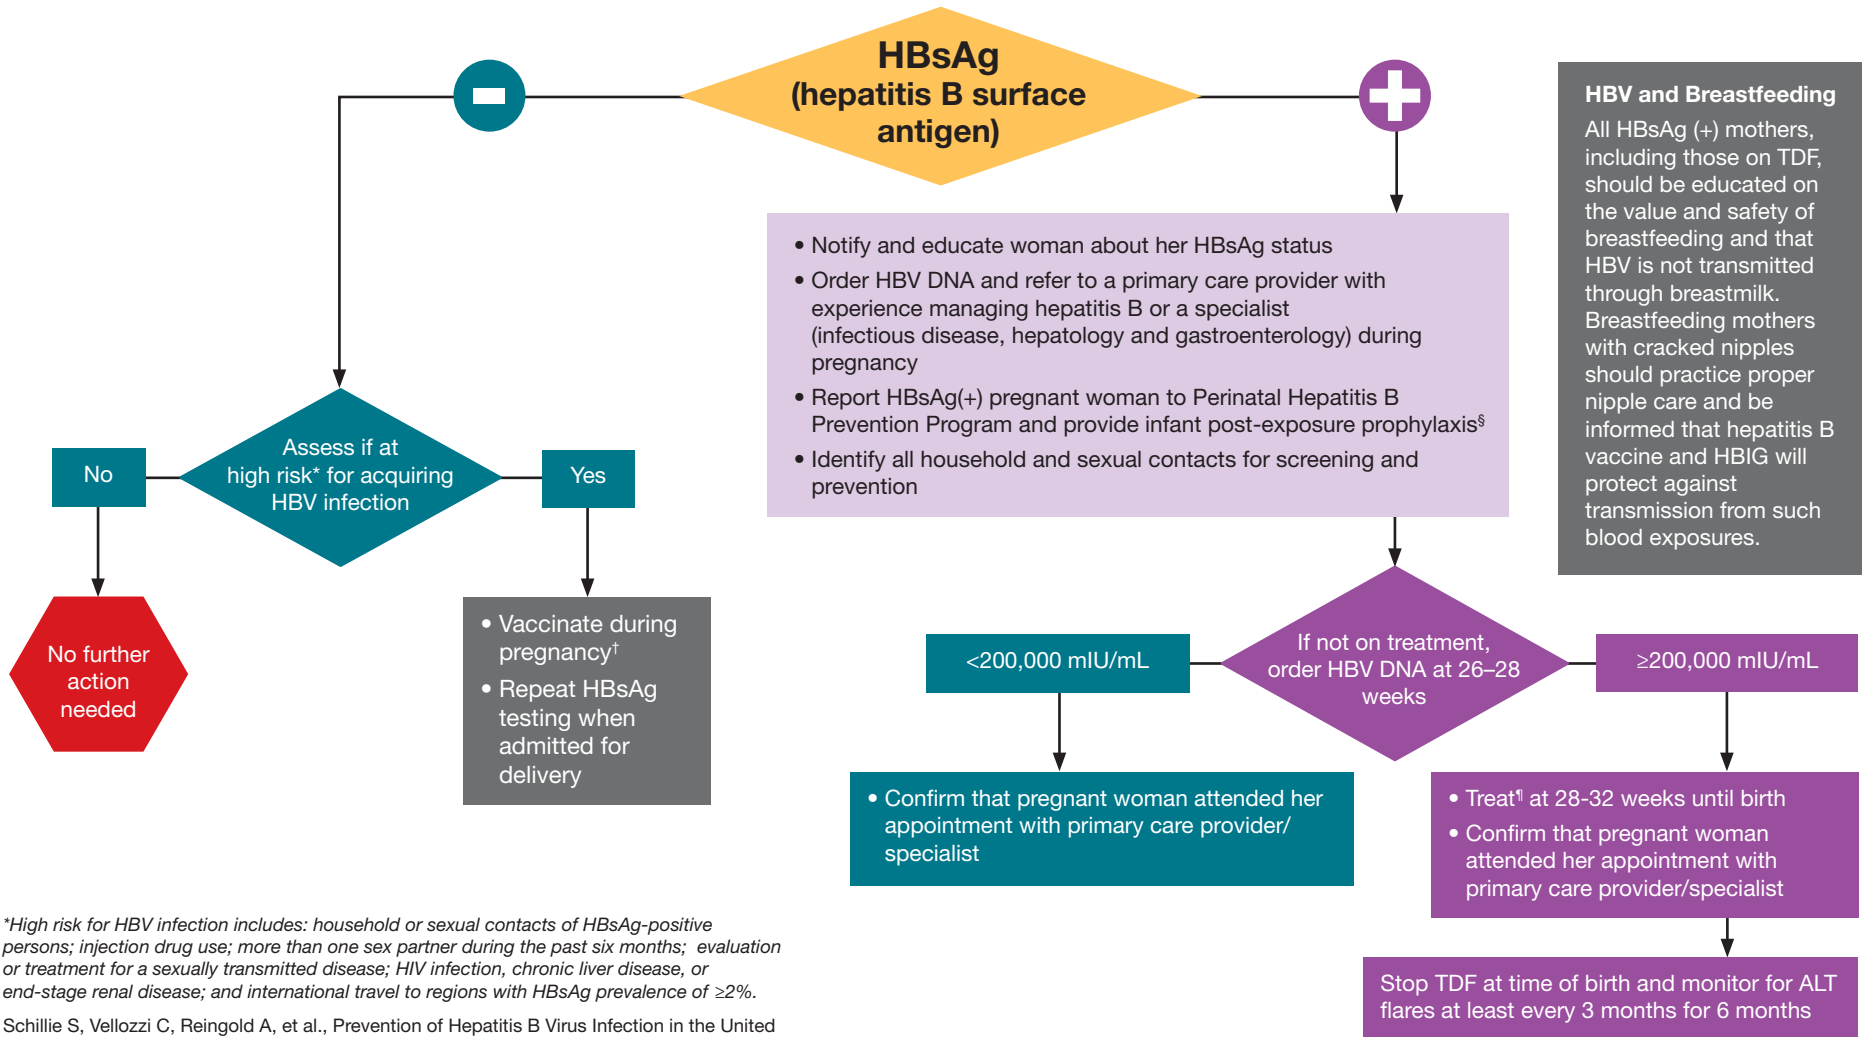 HBsAg
(hepatitis B surface
antigen)
HBV and Breastfeeding
All HBsAg (+) mothers,
including those on TDF,
should be educated on
the value and safety of
breastfeeding and that
HBV is not transmitted
through breastmilk.
Breastfeeding mothers
with cracked nipples
should practice proper
nipple care and be
informed that hepatitis B
vaccine and HBIG will
protect against
transmission from such
blood exposures.
• Notify and educate woman about her HBsAg status
• Order HBV DNA and refer to a primary care provider with
experience managing hepatitis B or a specialist
(infectious disease, hepatology and gastroenterology) during
pregnancy
• Report HBsAg(+) pregnant woman to Perinatal Hepatitis B
Prevention Program and provide infant post-exposure prophylaxis§
• Identify all household and sexual contacts for screening and
prevention
No
Assess if at
high risk* for acquiring
HBV infection
Yes
No further
action
needed
• Vaccinate during
pregnancy†
• Repeat HBsAg
testing when
admitted for
delivery
<200,000 mIU/mL
If not on treatment,
order HBV DNA at 26–28
weeks
≥200,000 mIU/mL
• Confirm that pregnant woman attended her
appointment with primary care provider/
specialist
• Treat¶ at 28-32 weeks until birth
• Confirm that pregnant woman
attended her appointment with
primary care provider/specialist
Stop TDF at time of birth and monitor for ALT
flares at least every 3 months for 6 months
*High risk for HBV infection includes: household or sexual contacts of HBsAg-positive
persons; injection drug use; more than one sex partner during the past six months; evaluation
or treatment for a sexually transmitted disease; HIV infection, chronic liver disease, or
end-stage renal disease; and international travel to regions with HBsAg prevalence of ≥2%.
Schillie S, Vellozzi C, Reingold A, et al., Prevention of Hepatitis B Virus Infection in the United